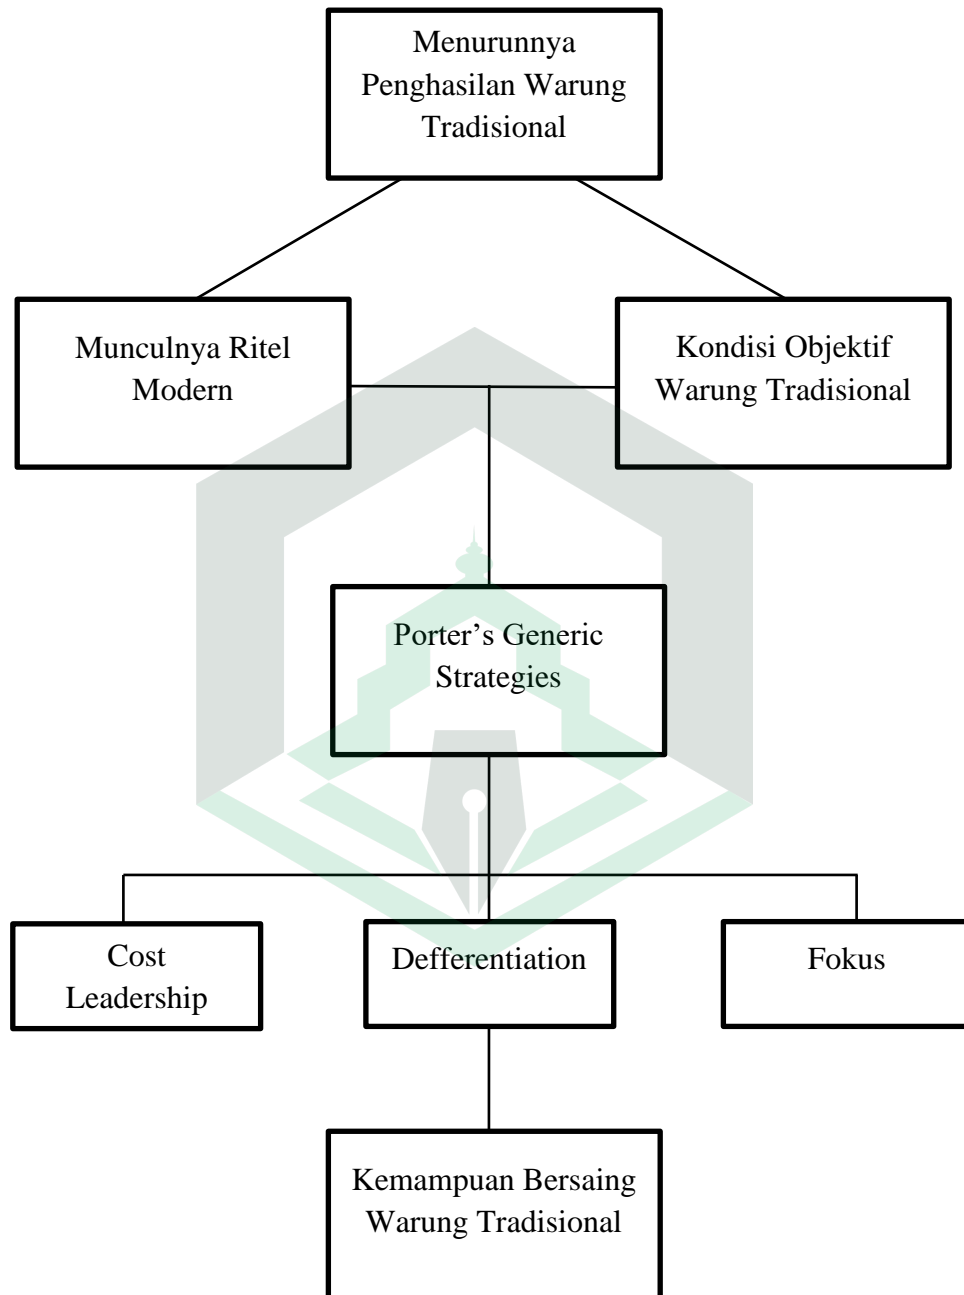 Menurunnya
Penghasilan Warung
Tradisional
Munculnya Ritel
Modern
Kondisi Objektif
Warung Tradisional
Porter’s Generic
Strategies
Cost
Leadership
Defferentiation
Fokus
Kemampuan Bersaing
Warung Tradisional